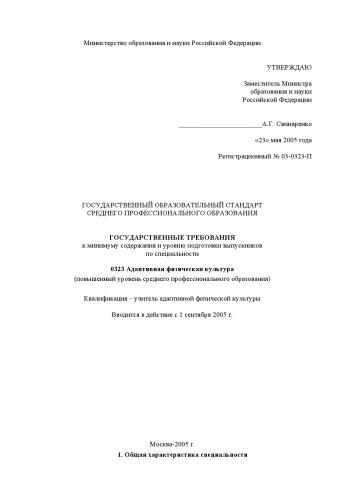 Министерство образования и науки Российской Федерации
УТВЕРЖДАЮ
Заместитель Министра
образования и науки
Российской Федерации
__________________________А.Г. Свинаренко
«23» мая 2005 года
Регистрационный № 03-0323-П
ГОСУДАРСТВЕННЫЙ ОБРАЗОВАТЕЛЬНЫЙ СТАНДАРТ
СРЕДНЕГО ПРОФЕССИОНАЛЬНОГО ОБРАЗОВАНИЯ
ГОСУДАРСТВЕННЫЕ ТРЕБОВАНИЯ
к минимуму содержания и уровню подготовки выпускников
по специальности
0323 Адаптивная физическая культура
(повышенный уровень среднего профессионального образования)
Квалификация – учитель адаптивной физической культуры
Вводится в действие с 1 сентября 2005 г.
Москва-2005 г.
1. Общая характеристика специальности